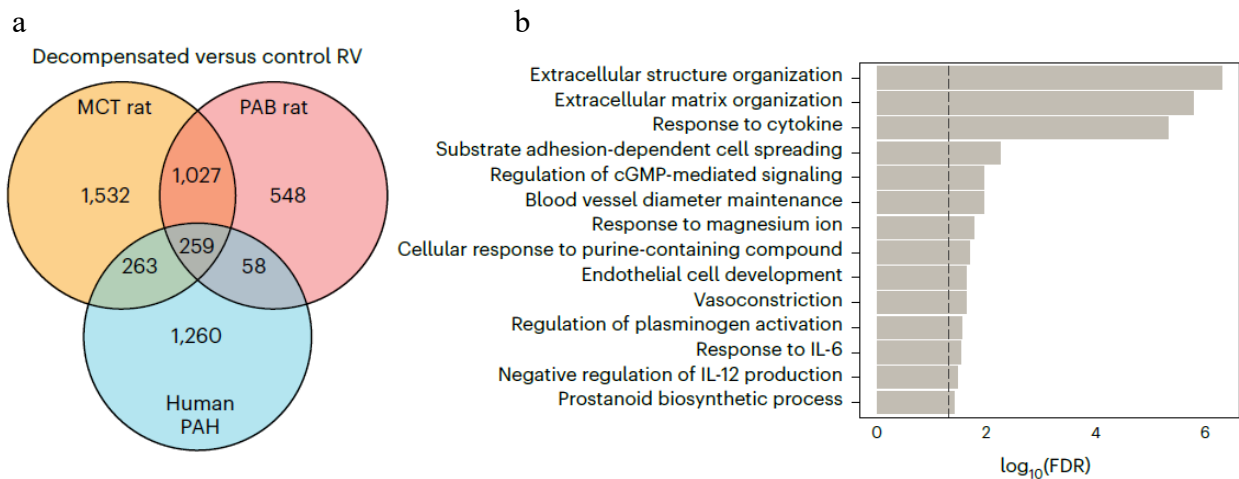 a
Decompensated versus control RV
MCT rat
PAB rat
1,027
1,532
548
259
263
58
1,260
Human
PAH
b
Extracellular structure organization
Extracellular matrix organization
Response to cytokine
Substrate adhesion-dependent cell spreading
Regulation of cGMP-mediated signaling
Blood vessel diameter maintenance
Response to magnesium ion
Cellular response to purine-containing compound
Endothelial cell development
Vasoconstriction
Regulation of plasminogen activation
Response to IL-6
Negative regulation of IL-12 production
Prostanoid biosynthetic process
0 2 4 6
log₁₀(FDR)